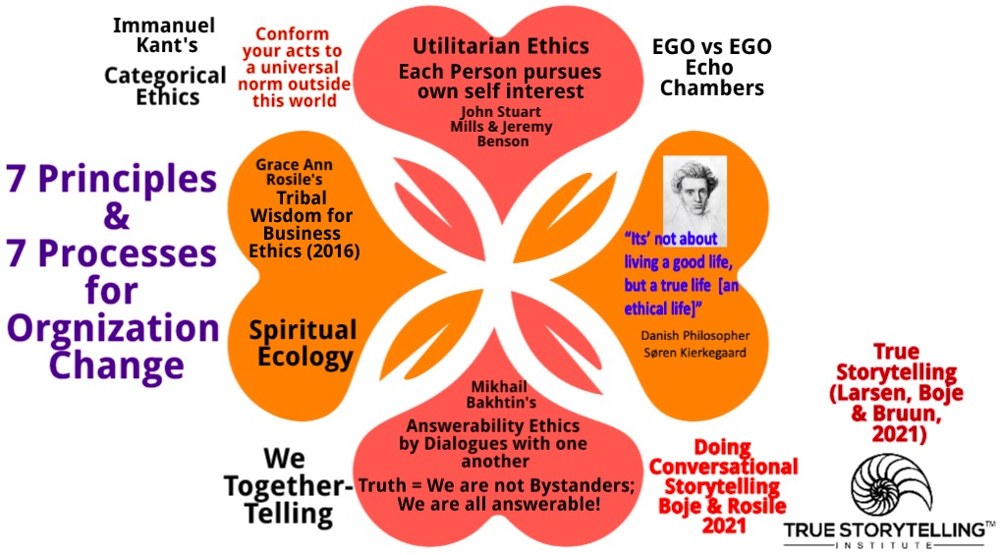 Immanuel
Kant's
Categorical
Ethics
Conform
your acts to
a universal
norm outside
this world
Utilitarian Ethics
Each Person pursues
own self interest
John Stuart
Mills & Jeremy
Benson
EGO vs EGO
Echo
Chambers
7 Principles
&
7 Processes
for
Orgnization
Change
Grace Ann
Rosile's
Tribal
Wisdom for
Business
Ethics (2016)
Spiritual
Ecology
“Its’ not about
living a good life,
but a true life [an
ethical life]”
Danish Philosopher
Søren Kierkegaard
Mikhail
Bakhtin's
Answerability Ethics
by Dialogues with one
another
Truth = We are not Bystanders;
We are all answerable!
We
Together-
Telling
Doing
Conversational
Storytelling
Boje & Rosile
2021
True
Storytelling
(Larsen, Boje
& Bruun,
2021)
TRUE STORYTELLING™
INSTITUTE